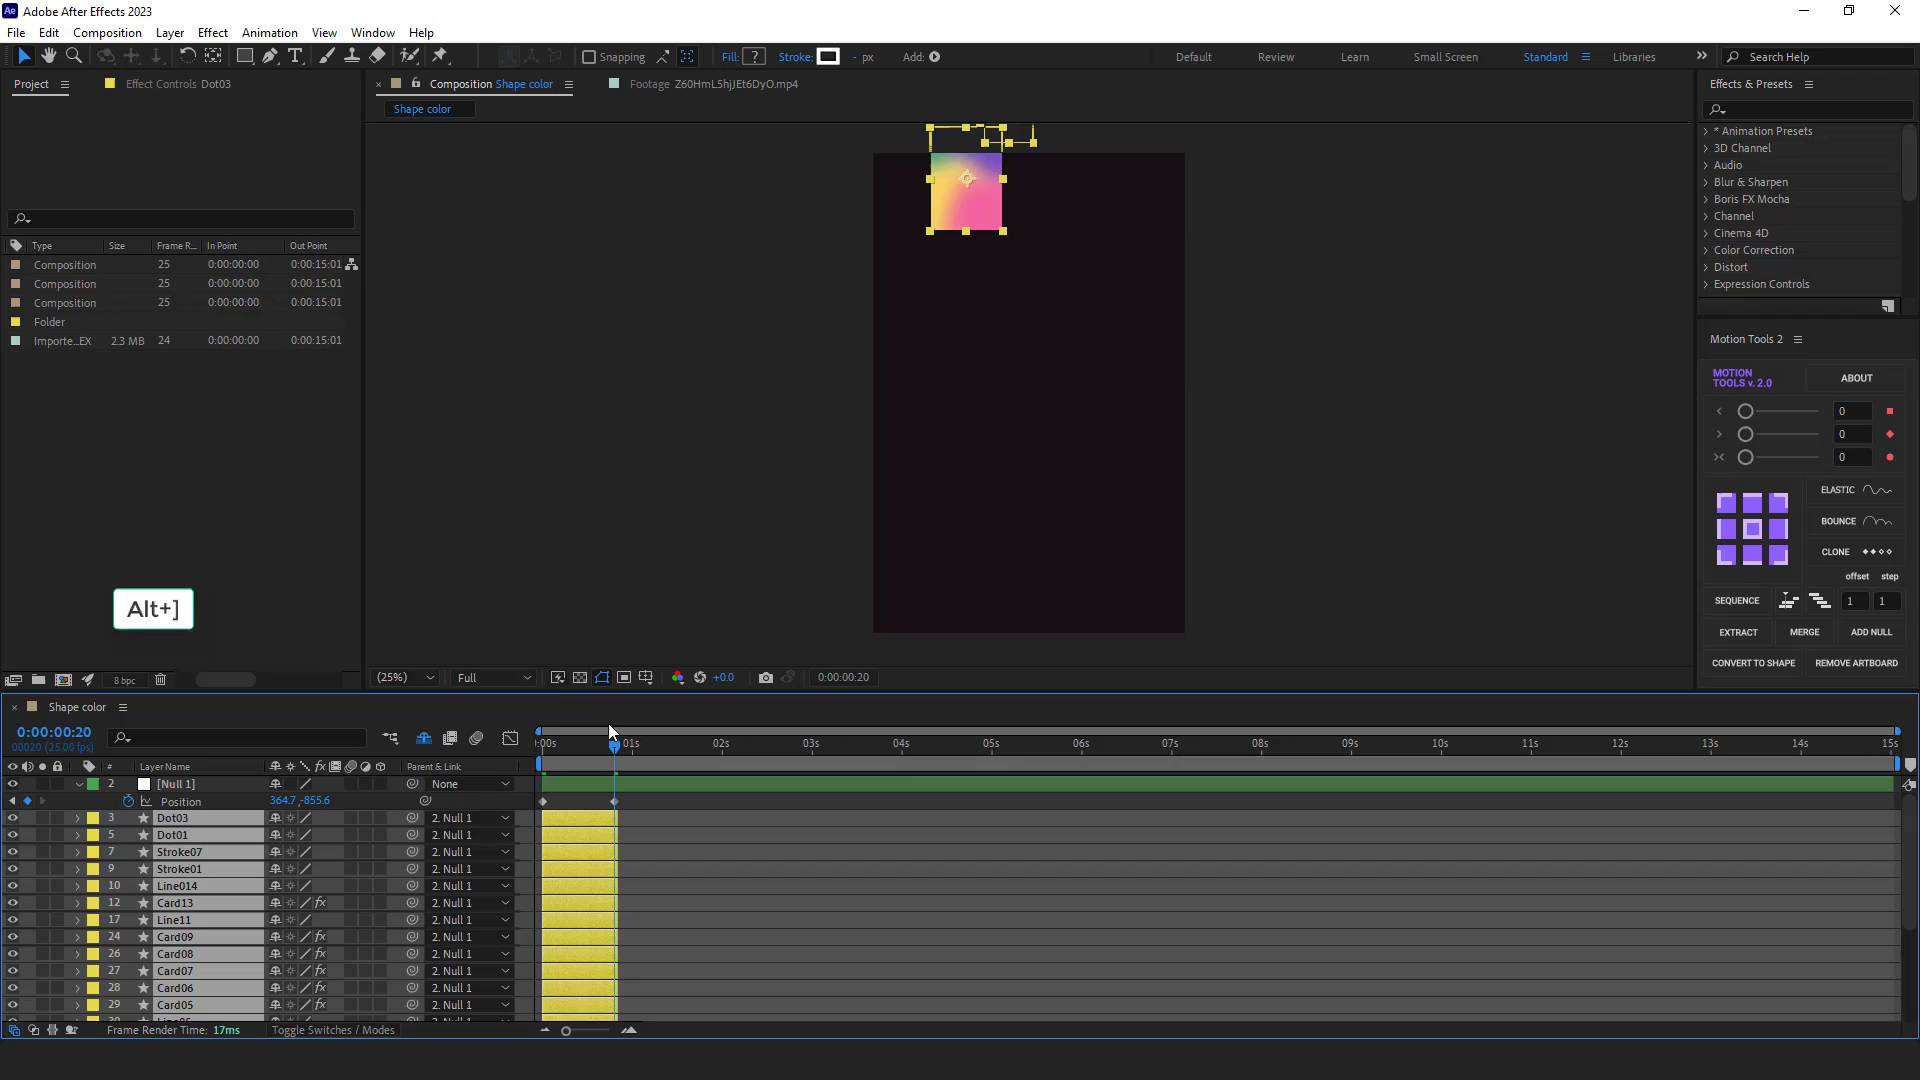 Ae Adobe After Effects 2023
File Edit Composition Layer Effect Animation View Window Help
Snapping Fill: ? Stroke: - px Add: Default Review Learn Small Screen Standard Libraries Search Help
Project Effect Controls Dot03
Composition Shape color Footage Z60HmL5hjJEt6DyO.mp4
Shape color
Type Size Frame R... In Point Out Point
Composition 25 0:00:00:00 0:00:15:01
Composition 25 0:00:00:00 0:00:15:01
Composition 25 0:00:00:00 0:00:15:01
Folder
Importe...EX 2.3 MB 24 0:00:00:00 0:00:15:01
Alt+]
8 bpc
(25%) Full +0.0 0:00:00:20
Effects & Presets
* Animation Presets
3D Channel
Audio
Blur & Sharpen
Boris FX Mocha
Channel
Cinema 4D
Color Correction
Distort
Expression Controls
Motion Tools 2
MOTION TOOLS v. 2.0 ABOUT
0
0
0
ELASTIC
BOUNCE
CLONE
offset step
SEQUENCE 1 1
EXTRACT MERGE ADD NULL
CONVERT TO SHAPE REMOVE ARTBOARD
Shape color
0:00:00:20
00020 (25.00 fps)
:00s 01s 02s 03s 04s 05s 06s 07s 08s 09s 10s 11s 12s 13s 14s 15s
# Layer Name fx Parent & Link
2 [Null 1] None
Position 364.7,-855.6
3 Dot03 2. Null 1
5 Dot01 2. Null 1
7 Stroke07 2. Null 1
9 Stroke01 2. Null 1
10 Line014 2. Null 1
12 Card13 fx 2. Null 1
17 Line11 2. Null 1
24 Card09 fx 2. Null 1
26 Card08 fx 2. Null 1
27 Card07 fx 2. Null 1
28 Card06 fx 2. Null 1
29 Card05 fx 2. Null 1
Frame Render Time: 17ms Toggle Switches / Modes